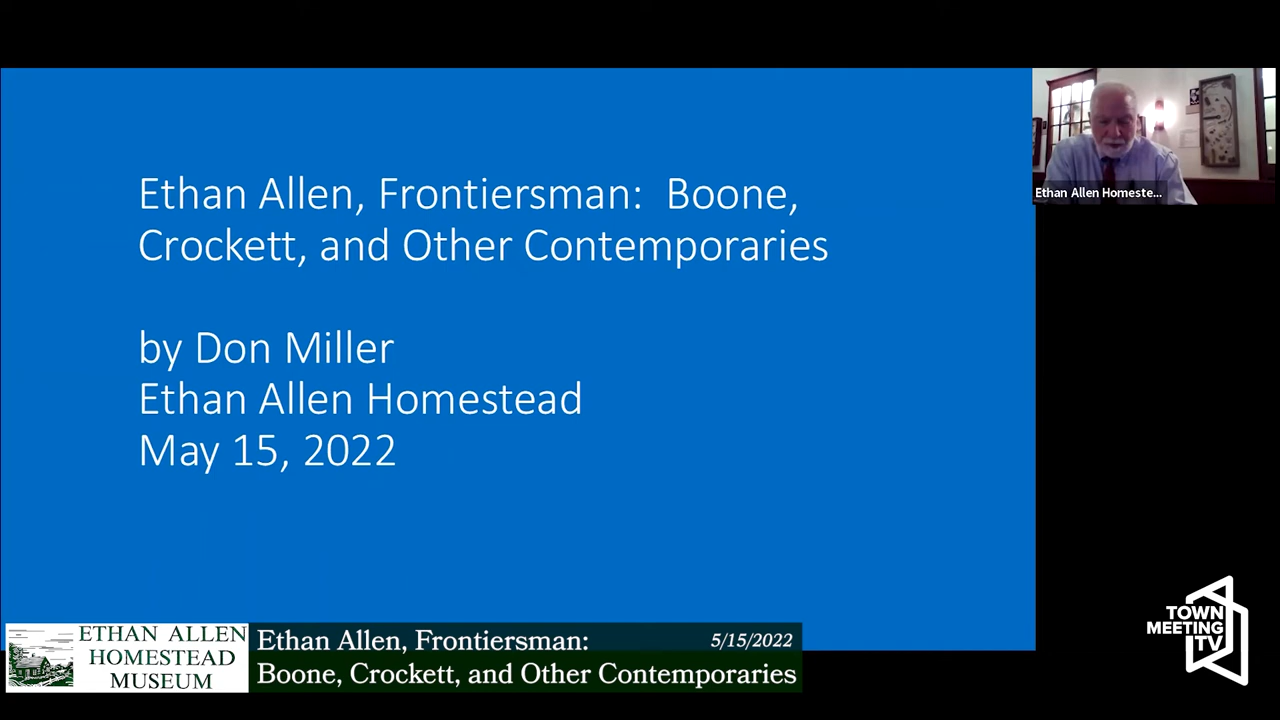 Ethan Allen, Frontiersman:  Boone,
Crockett, and Other Contemporaries
by Don Miller
Ethan Allen Homestead
May 15, 2022
Ethan Allen Homeste...
ETHAN ALLEN
HOMESTEAD
MUSEUM
Ethan Allen, Frontiersman:
5/15/2022
Boone, Crockett, and Other Contemporaries
TOWN
MEETING
TV